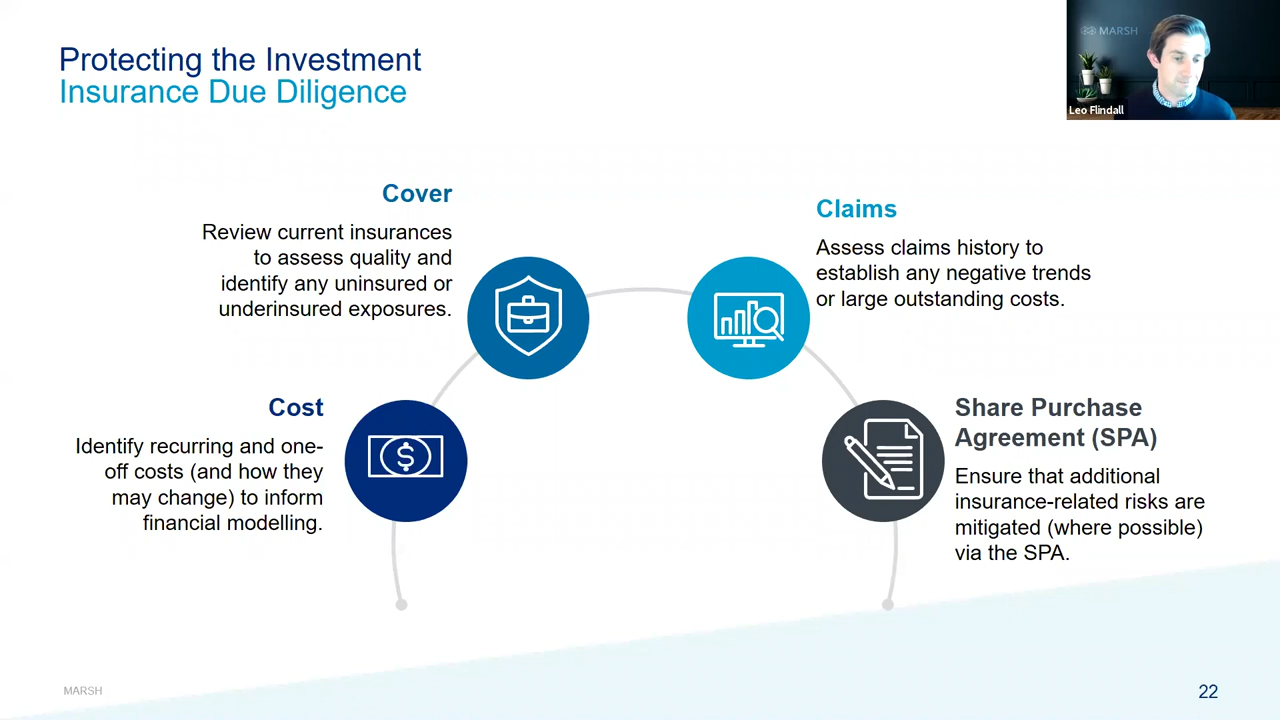 Protecting the Investment
Insurance Due Diligence
MARSH
Leo Flindall
Cover
Review current insurances
to assess quality and
identify any uninsured or
underinsured exposures.
Claims
Assess claims history to
establish any negative trends
or large outstanding costs.
Cost
Identify recurring and one-
off costs (and how they
may change) to inform
financial modelling.
$
Share Purchase
Agreement (SPA)
Ensure that additional
insurance-related risks are
mitigated (where possible)
via the SPA.
MARSH
22